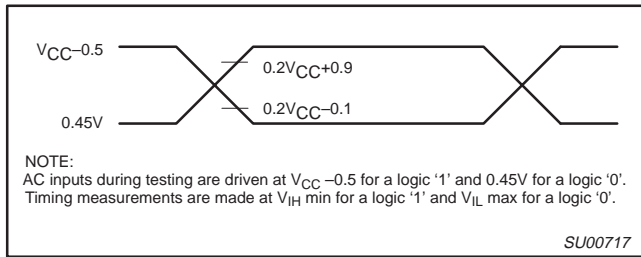 VCC–0.5
0.2VCC+0.9
0.2VCC–0.1
0.45V
NOTE:
AC inputs during testing are driven at VCC –0.5 for a logic ‘1’ and 0.45V for a logic ‘0’.
Timing measurements are made at VIH min for a logic ‘1’ and VIL max for a logic ‘0’.
SU00717